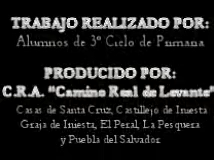 TRABAJO REALIZADO POR:
Alumnos de 3º Ciclo de Primaria
PRODUCIDO POR:
C.R.A. "Camino Real de Levante"
Casas de Santa Cruz, Castillejo de Iniesta
Graja de Iniesta, El Peral, La Pesquera
y Puebla del Salvador